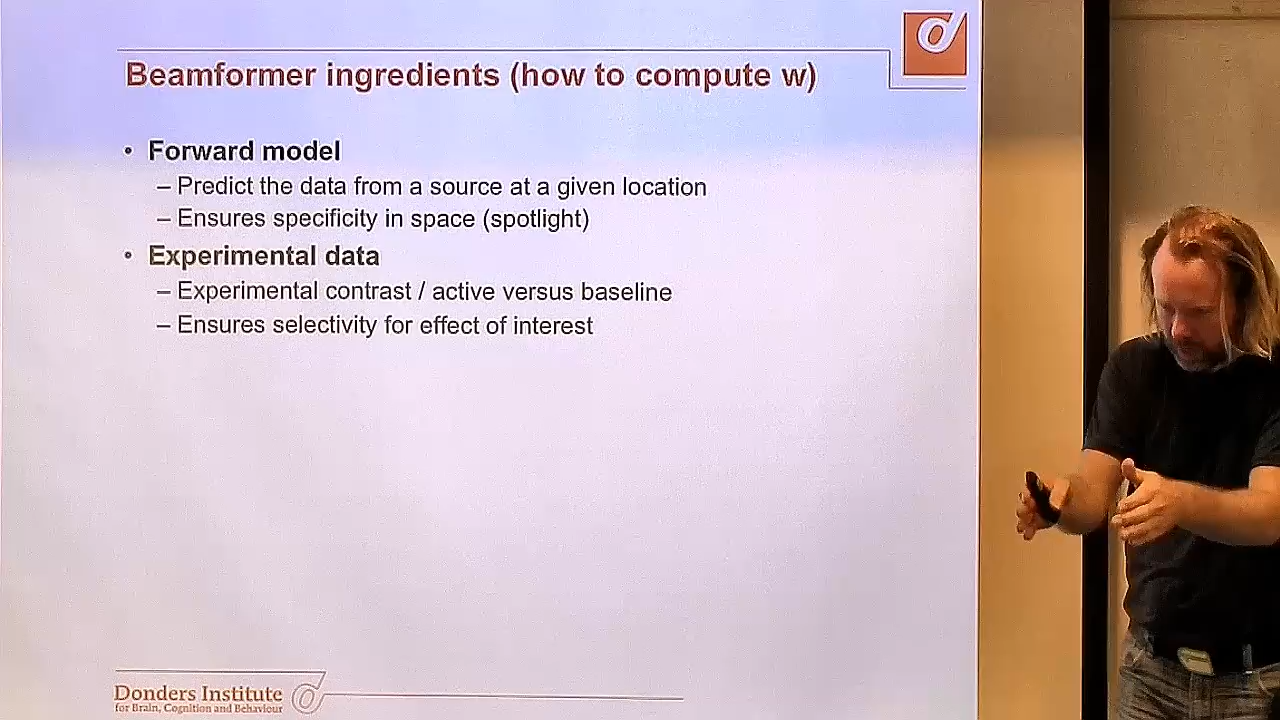 Beamformer ingredients (how to compute w)
• Forward model
– Predict the data from a source at a given location
– Ensures specificity in space (spotlight)
• Experimental data
– Experimental contrast / active versus baseline
– Ensures selectivity for effect of interest
Donders Institute
for Brain, Cognition and Behaviour